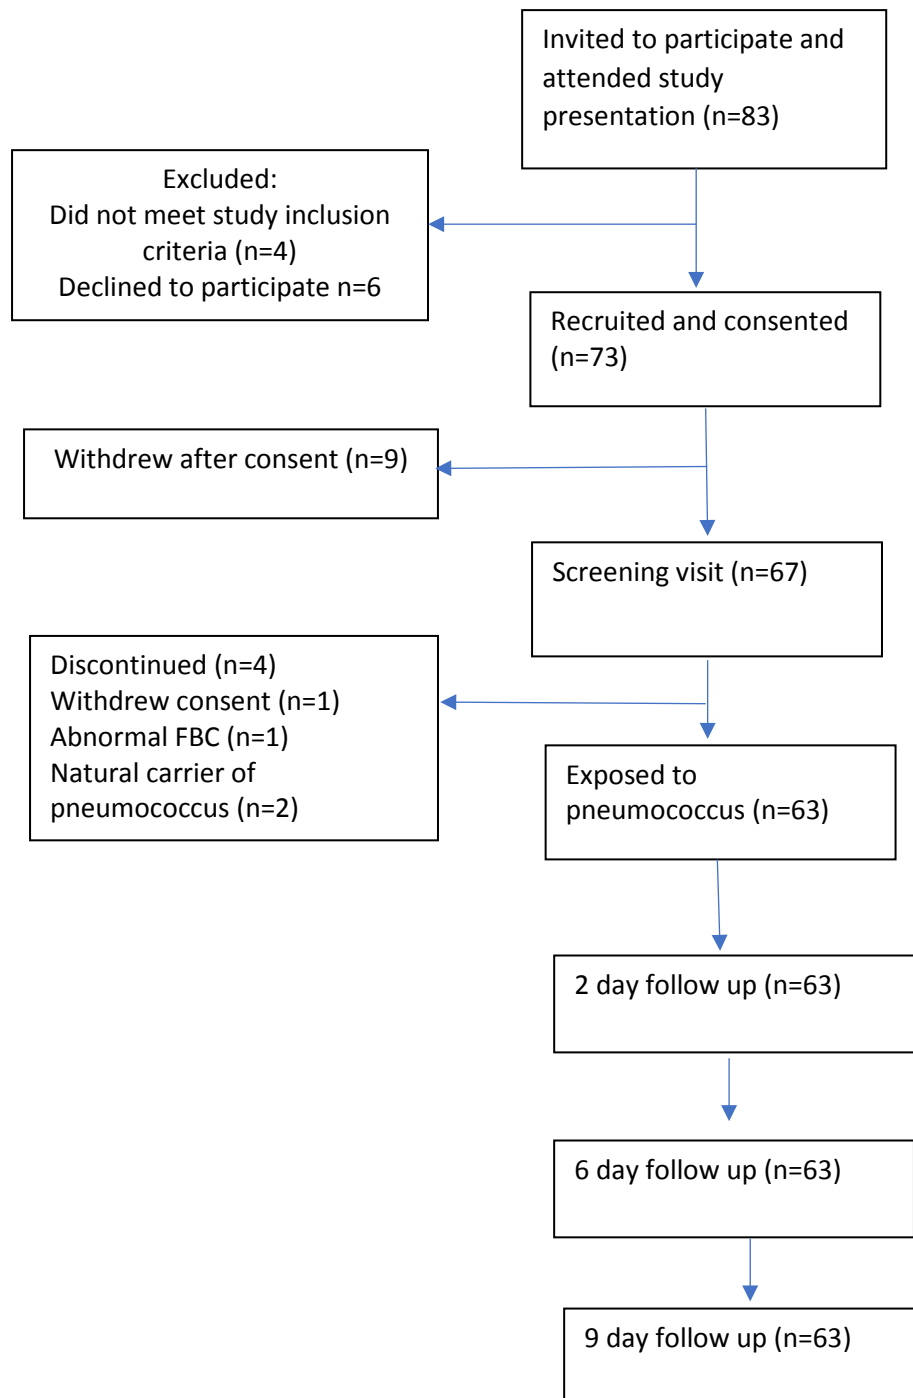 Invited to participate and
attended study
presentation (n=83)
Excluded:
Did not meet study inclusion
criteria (n=4)
Declined to participate n=6
Recruited and consented
(n=73)
Withdrew after consent (n=9)
Screening visit (n=67)
Discontinued (n=4)
Withdrew consent (n=1)
Abnormal FBC (n=1)
Natural carrier of
pneumococcus (n=2)
Exposed to
pneumococcus (n=63)
2 day follow up (n=63)
6 day follow up (n=63)
9 day follow up (n=63)